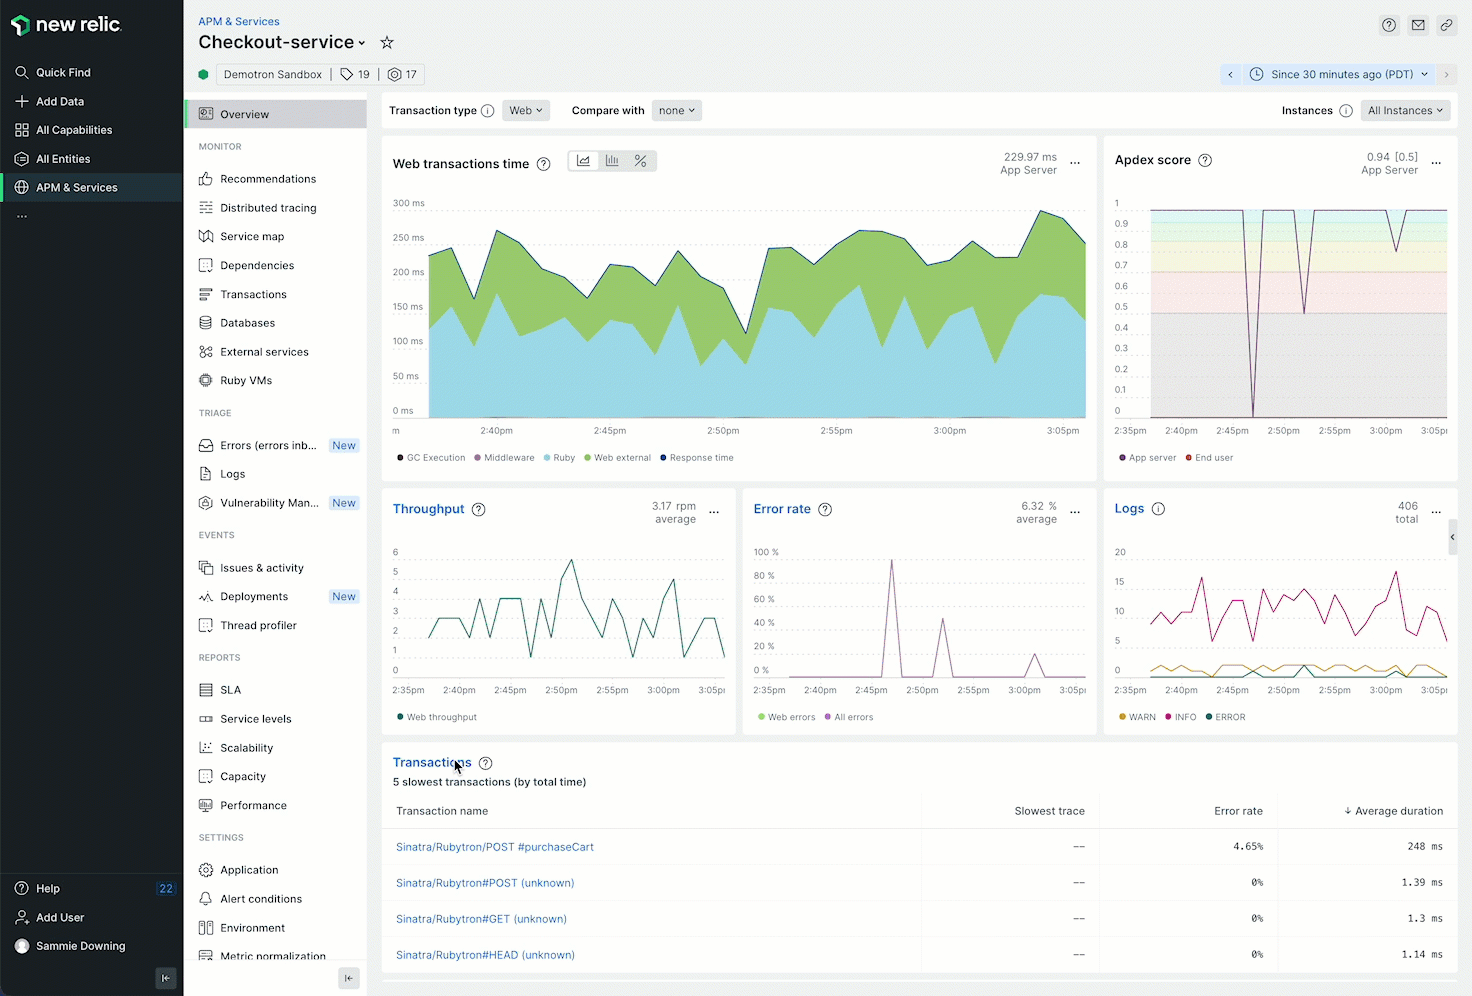 new relic.
Quick Find
Add Data
All Capabilities
All Entities
APM & Services
...
Help 22
Add User
Sammie Downing
APM & Services
Checkout-service
Demotron Sandbox | 19 | 17
Since 30 minutes ago (PDT)
Overview
MONITOR
Recommendations
Distributed tracing
Service map
Dependencies
Transactions
Databases
External services
Ruby VMs
TRIAGE
Errors (errors inb... New
Logs
Vulnerability Man... New
EVENTS
Issues & activity
Deployments New
Thread profiler
REPORTS
SLA
Service levels
Scalability
Capacity
Performance
SETTINGS
Application
Alert conditions
Environment
Metric normalization
Transaction type Web Compare with none Instances All Instances
Web transactions time
229.97 ms
App Server
300 ms
250 ms
200 ms
150 ms
100 ms
50 ms
0 ms
m 2:40pm 2:45pm 2:50pm 2:55pm 3:00pm 3:05pm
GC Execution Middleware Ruby Web external Response time
Apdex score
0.94 [0.5]
App Server
1
0.9
0.8
0.7
0.6
0.5
0.4
0.3
0.2
0.1
0
2:35pm 2:40pm 2:45pm 2:50pm 2:55pm 3:00pm 3:05p
App server End user
Throughput
3.17 rpm
average
6
5
4
3
2
1
0
2:35pm 2:40pm 2:45pm 2:50pm 2:55pm 3:00pm 3:05p
Web throughput
Error rate
6.32 %
average
100 %
80 %
60 %
40 %
20 %
0 %
2:35pm 2:40pm 2:45pm 2:50pm 2:55pm 3:00pm 3:05p
Web errors All errors
Logs
406
total
20
15
10
5
0
2:35pm 2:40pm 2:45pm 2:50pm 2:55pm 3:00pm 3:05p
WARN INFO ERROR
Transactions
5 slowest transactions (by total time)
Transaction name Slowest trace Error rate ↓ Average duration
Sinatra/Rubytron/POST #purchaseCart -- 4.65% 248 ms
Sinatra/Rubytron#POST (unknown) -- 0% 1.39 ms
Sinatra/Rubytron#GET (unknown) -- 0% 1.3 ms
Sinatra/Rubytron#HEAD (unknown) -- 0% 1.14 ms